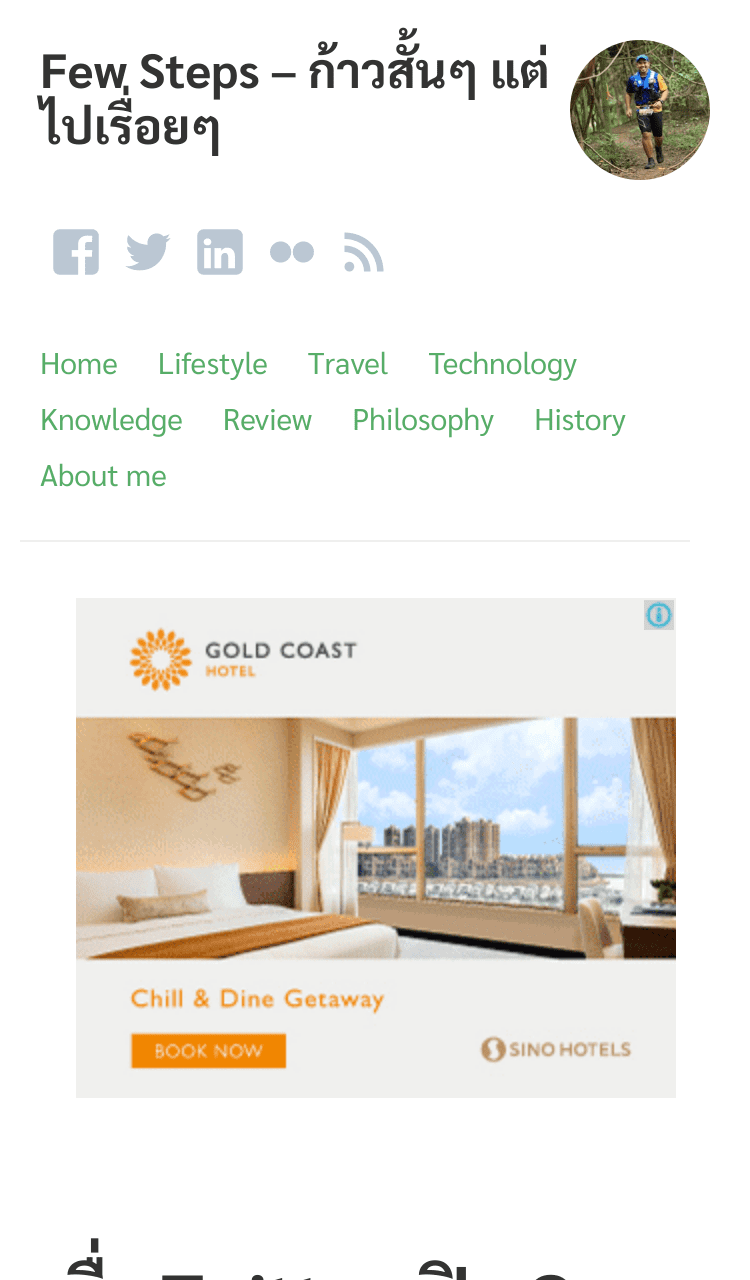 Few Steps – ก้าวสั้นๆ แต่
ไปเรื่อยๆ
Home Lifestyle Travel Technology
Knowledge Review Philosophy History
About me
GOLD COAST
HOTEL
Chill & Dine Getaway
BOOK NOW
SINO HOTELS